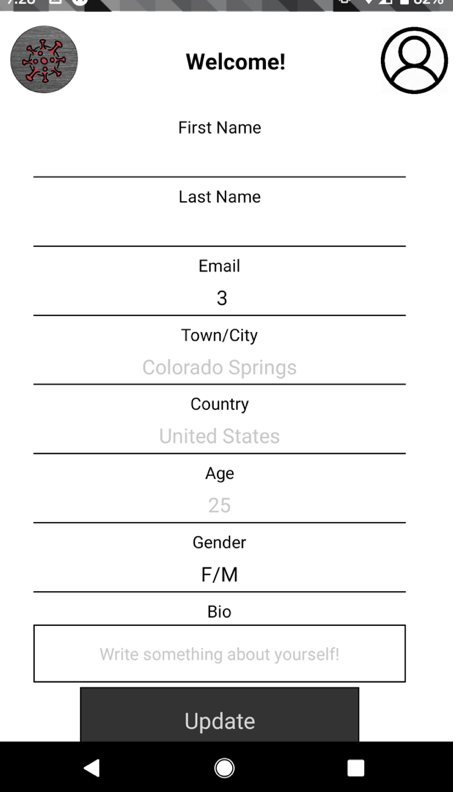 Welcome!
First Name
Last Name
Email
3
Town/City
Colorado Springs
Country
United States
Age
25
Gender
F/M
Bio
Write something about yourself!
Update